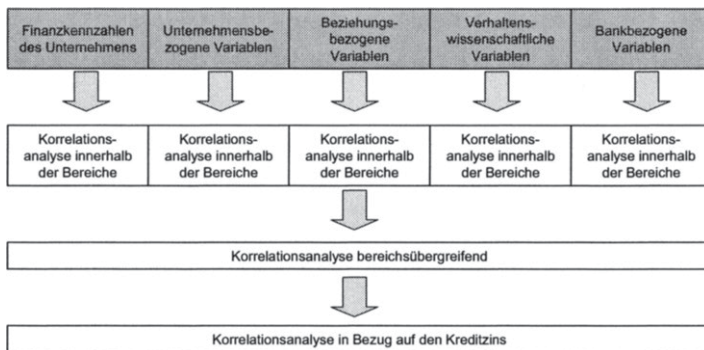 Finanzkennzahlen
des Unternehmens
Unternehmensbe-
zogene Variablen
Beziehungs-
bezogene
Variablen
Verhaltens-
wissenschaftliche
Variablen
Bankbezogene
Variablen
Korrelations-
analyse innerhalb
der Bereiche
Korrelations-
analyse innerhalb
der Bereiche
Korrelations-
analyse innerhalb
der Bereiche
Korrelations-
analyse innerhalb
der Bereiche
Korrelations-
analyse innerhalb
der Bereiche
Korrelationsanalyse bereichsübergreifend
Korrelationsanalyse in Bezug auf den Kreditzins